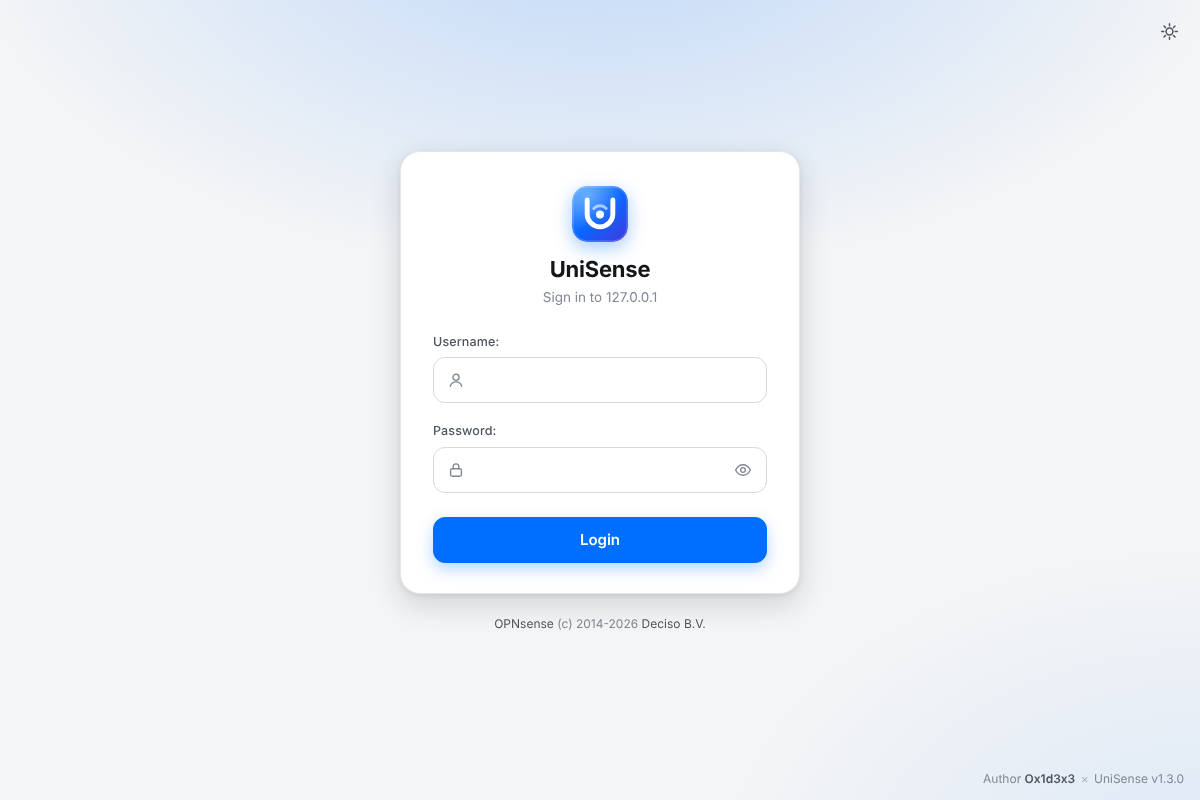 UniSense
Sign in to 127.0.0.1
Username:
Password:
Login
OPNsense (c) 2014-2026 Deciso B.V.
Author Ox1d3x3 × UniSense v1.3.0